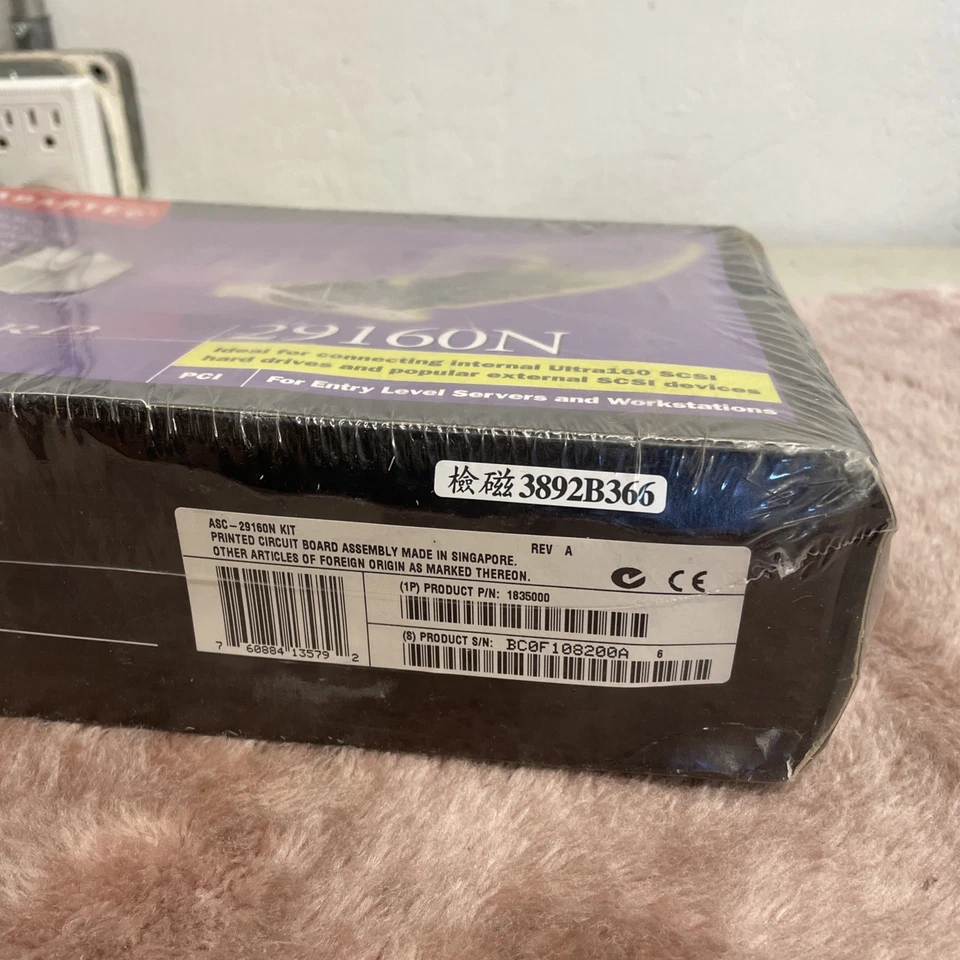 ADAPTEC
29160N
Ideal for connecting internal Ultra160 SCSI
hard drives and popular external SCSI devices
PCI For Entry Level Servers and Workstations
檢磁 3892B366
ASC-29160N KIT
PRINTED CIRCUIT BOARD ASSEMBLY MADE IN SINGAPORE. REV A
OTHER ARTICLES OF FOREIGN ORIGIN AS MARKED THEREON.
CE
(1P) PRODUCT P/N: 1835000
(S) PRODUCT S/N: BC0F108200A 6
7 60884 13579 2